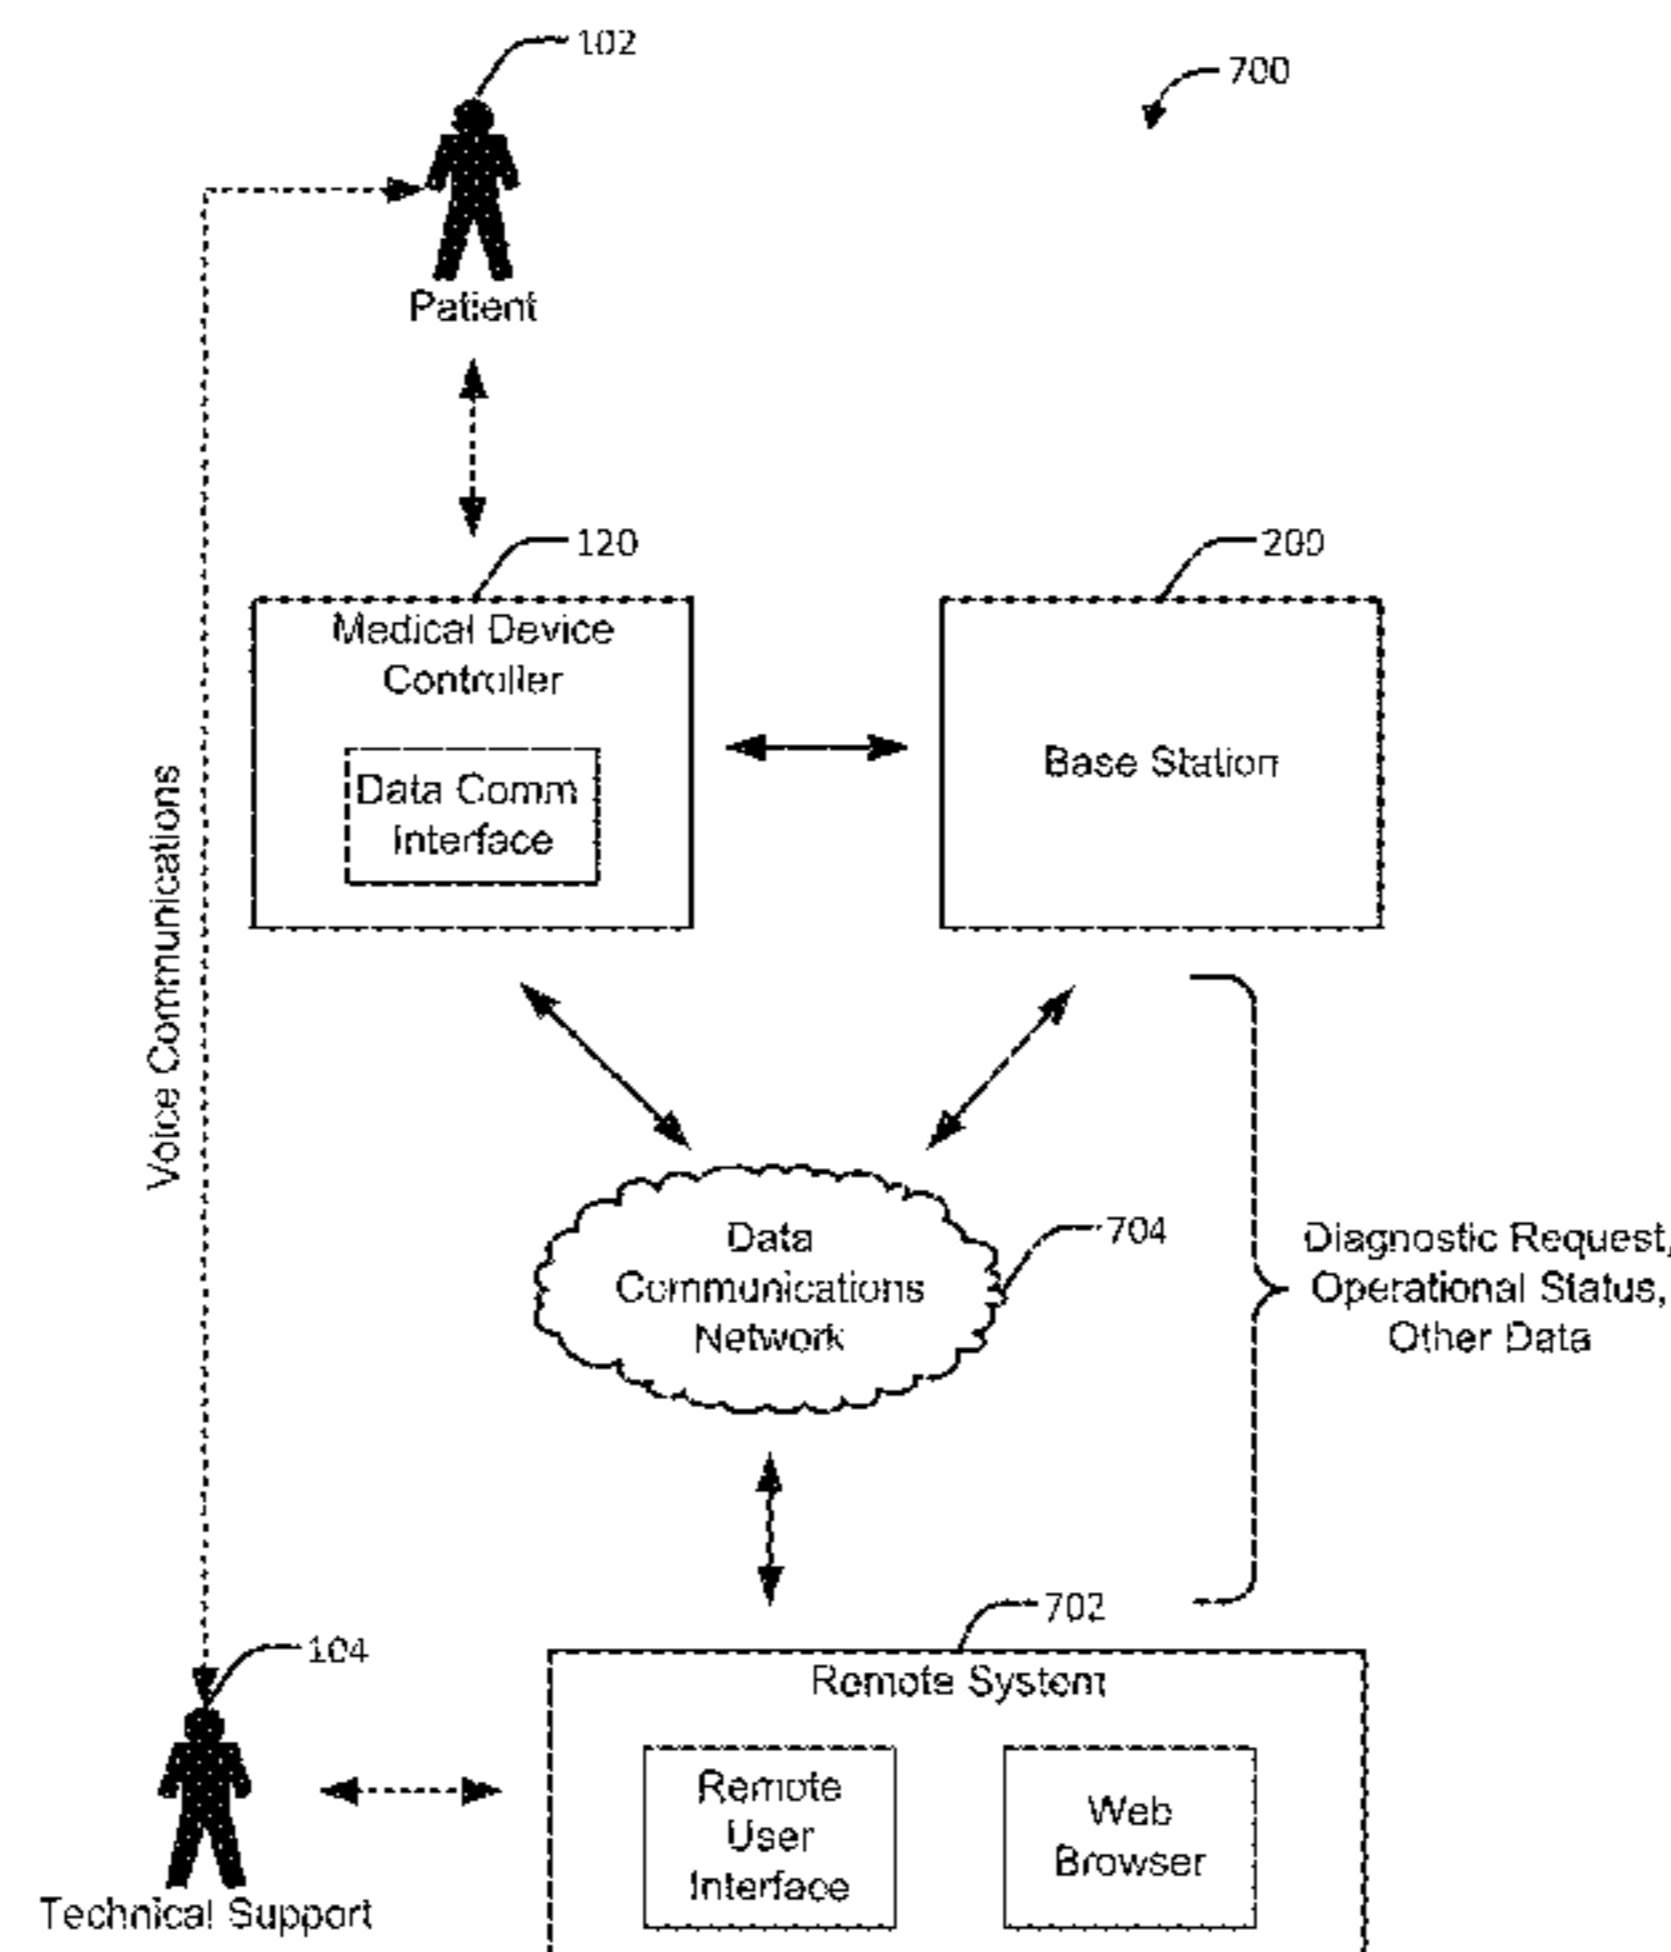 102
700
Patient
120
200
Medical Device
Controller
Data Comm
Interface
Base Station
Voice Communications
Data
Communications
Network
704
Diagnostic Request,
Operational Status,
Other Data
702
104
Remote System
Remote
User
Interface
Web
Browser
Technical Support